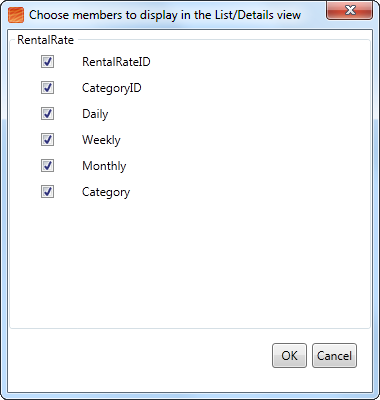 Choose members to display in the List/Details view
RentalRate
RentalRateID
CategoryID
Daily
Weekly
Monthly
Category
OK Cancel